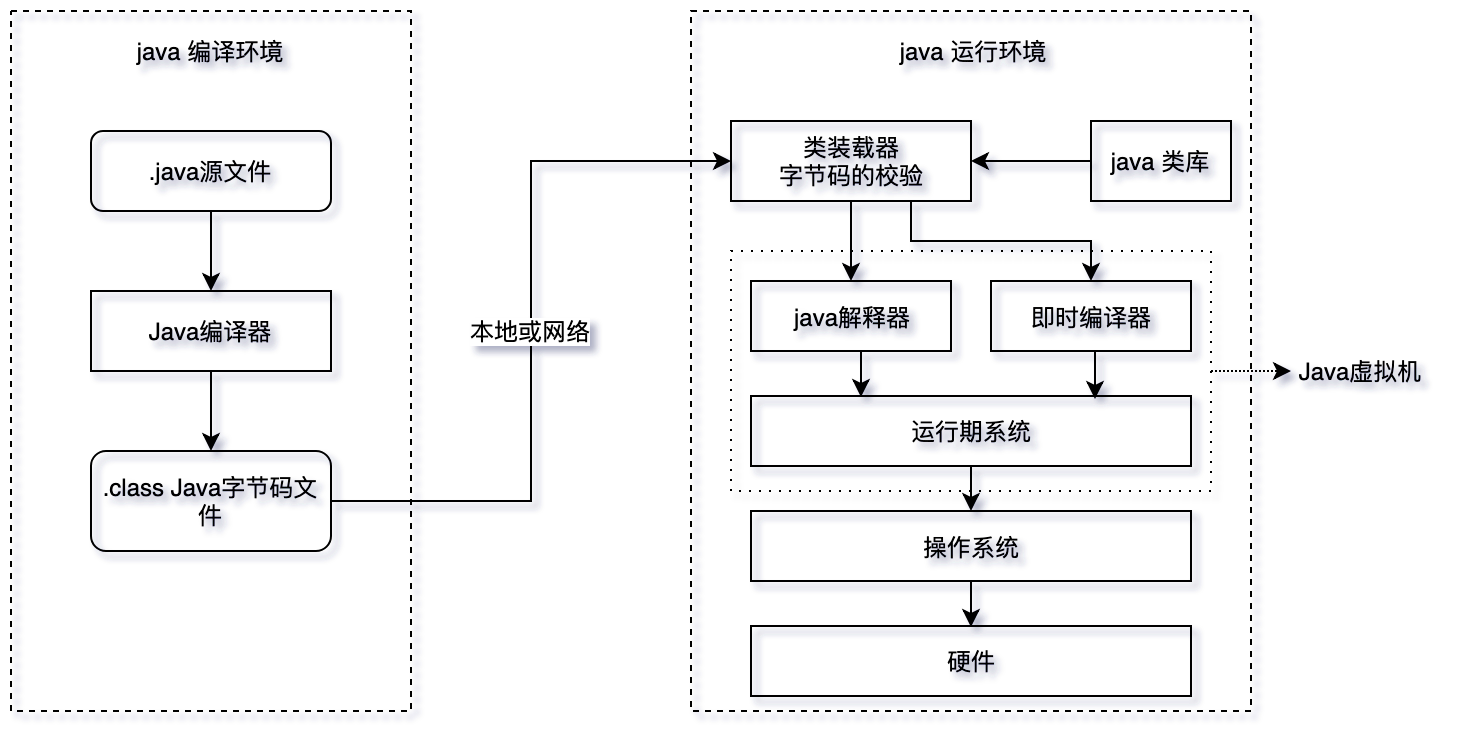 java 编译环境
.java源文件
Java编译器
.class Java字节码文
件
本地或网络
java 运行环境
类装载器
字节码的校验
java 类库
java解释器
即时编译器
运行期系统
操作系统
硬件
Java虚拟机